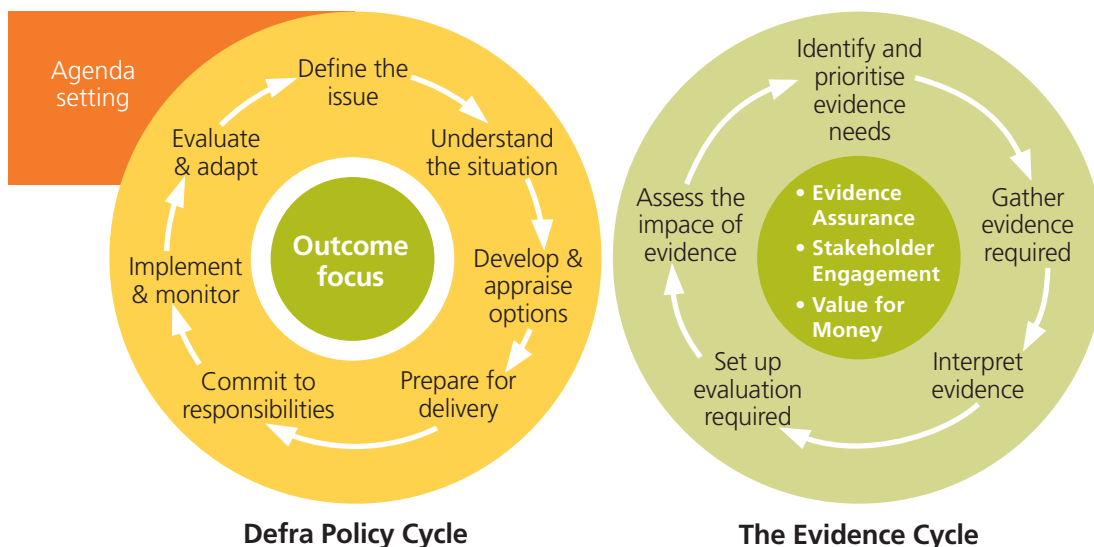 Agenda
setting
Define the
issue
Understand
the situation
Develop &
appraise
options
Prepare for
delivery
Commit to
responsibilities
Implement
& monitor
Evaluate
& adapt
Outcome
focus
Defra Policy Cycle
Identify and
prioritise
evidence
needs
Gather
evidence
required
Interpret
evidence
Set up
evaluation
required
Assess the
impace of
evidence
• Evidence
Assurance
• Stakeholder
Engagement
• Value for
Money
The Evidence Cycle